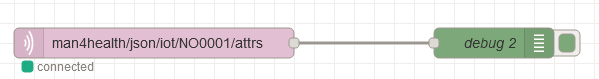 man4health/json/iot/NO0001/attrs
debug 2
connected